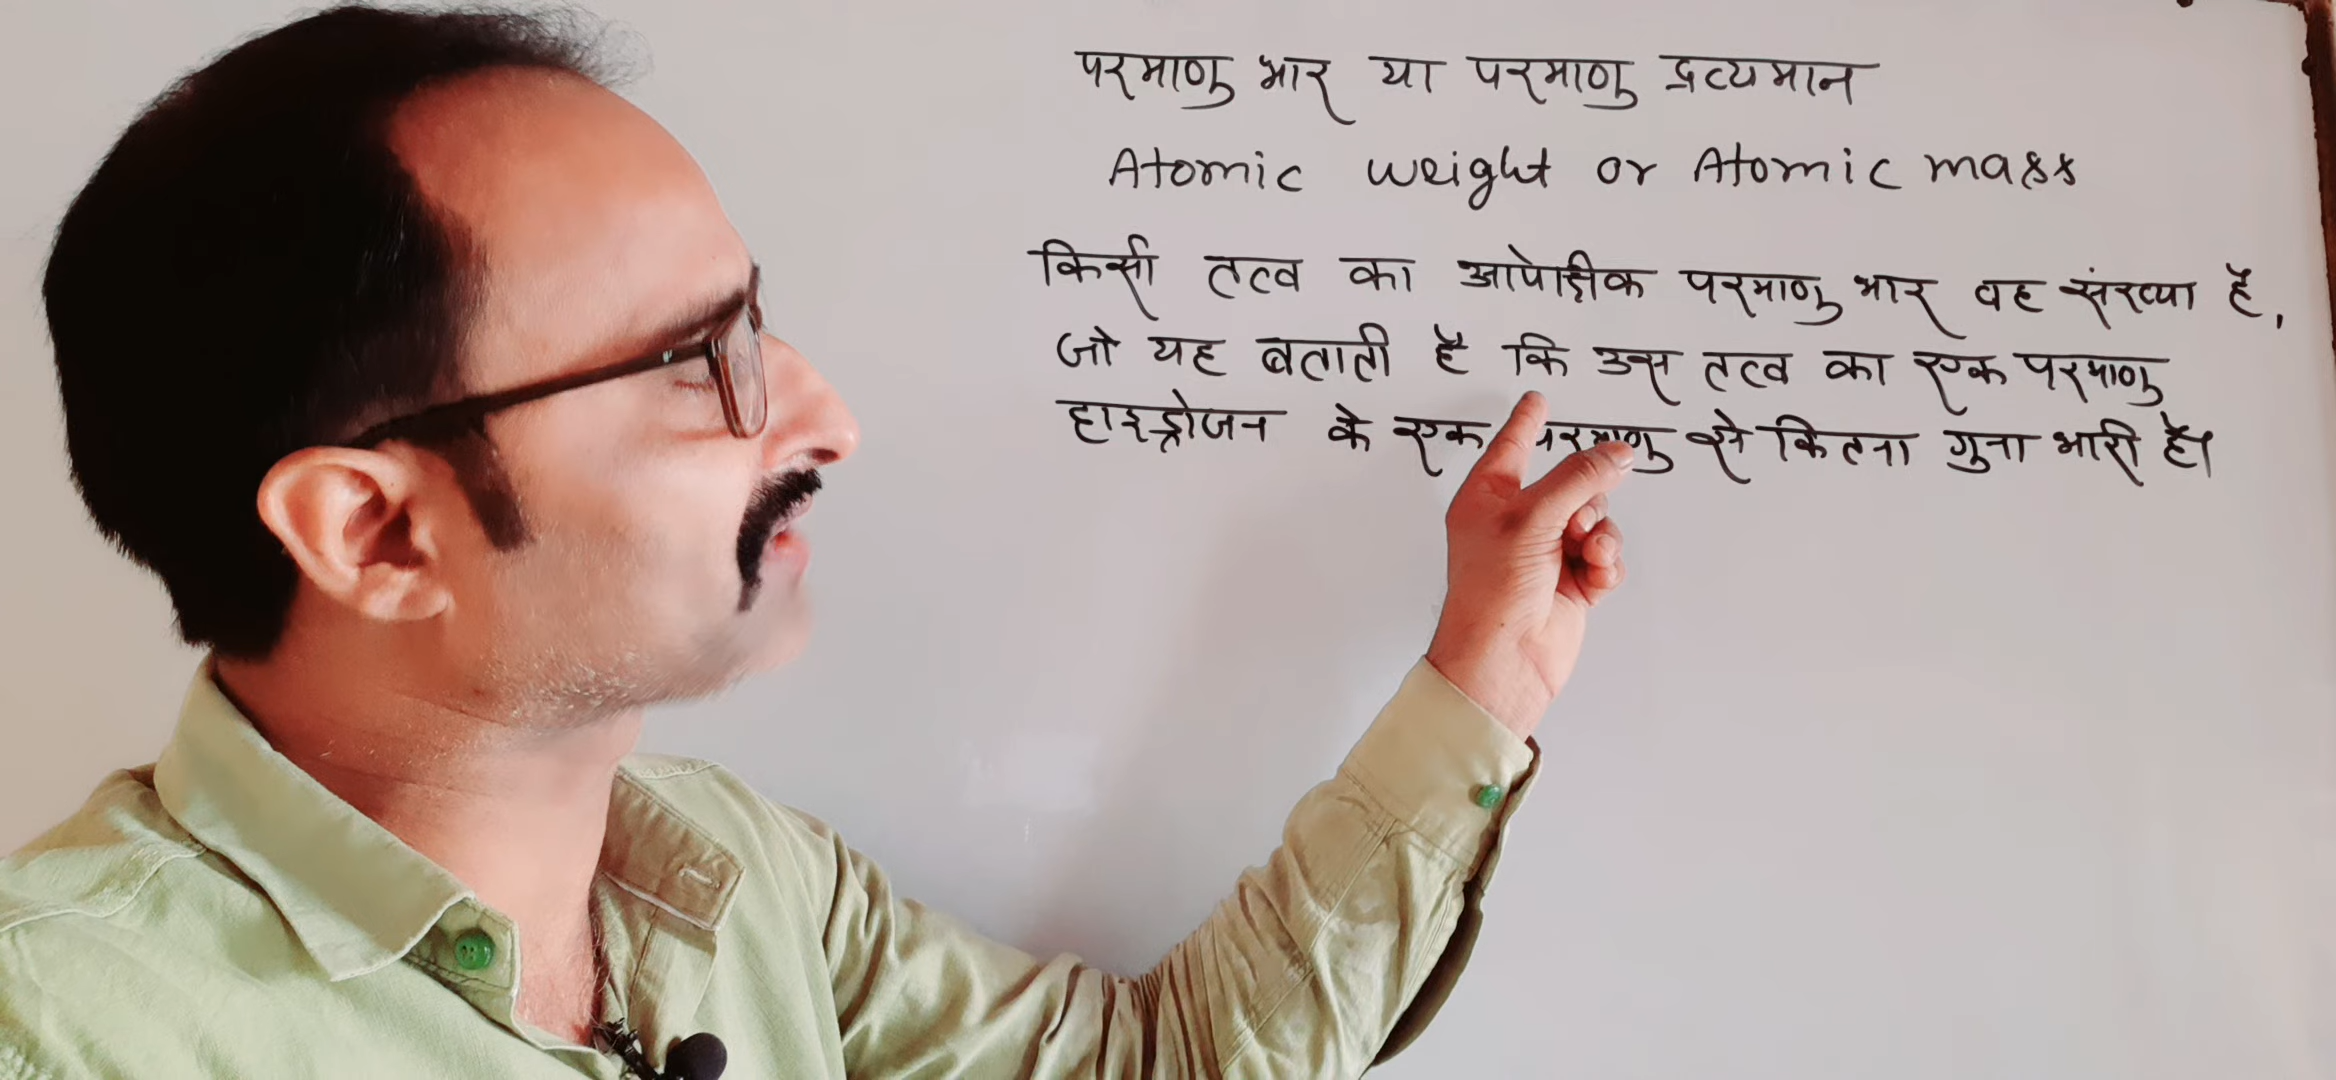 परमाणु भार या परमाणु द्रव्यमान
Atomic weight or Atomic mass
किसी तत्व का आपेक्षिक परमाणु भार वह संख्या है,
जो यह बताती है कि उस तत्व का एक परमाणु
हाइड्रोजन के एक परमाणु से कितना गुना भारी है।